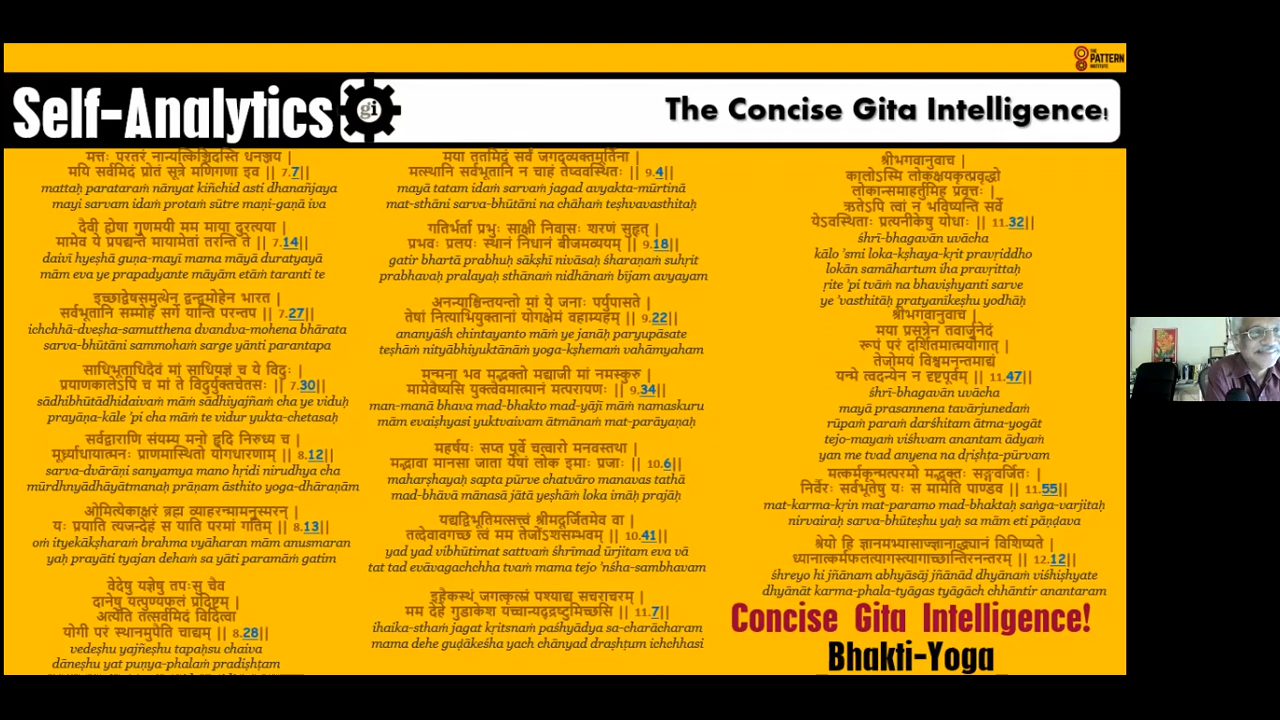 THE
PATTERN
INSTITUTE
Self-Analytics
gi
The Concise Gita Intelligence!
मत्तः परतरं नान्यत्किञ्चिदस्ति धनञ्जय |
मयि सर्वमिदं प्रोतं सूत्रे मणिगणा इव || 7.7||
mattaḥ parataraṁ nānyat kiñchid asti dhanañjaya
mayi sarvam idaṁ protaṁ sūtre maṇi-gaṇā iva
दैवी ह्येषा गुणमयी मम माया दुरत्यया |
मामेव ये प्रपद्यन्ते मायामेतां तरन्ति ते || 7.14||
daivī hyeṣhā guṇa-mayī mama māyā duratyayā
mām eva ye prapadyante māyām etāṁ taranti te
इच्छाद्वेषसमुत्थेन द्वन्द्वमोहेन भारत |
सर्वभूतानि सम्मोहं सर्गे यान्ति परन्तप || 7.27||
ichchhā-dveṣha-samutthena dvandva-mohena bhārata
sarva-bhūtāni sammohaṁ sarge yānti parantapa
साधिभूताधिदैवं मां साधियज्ञं च ये विदुः |
प्रयाणकालेऽपि च मां ते विदुर्युक्तचेतसः || 7.30||
sādhibhūtādhidaivaṁ māṁ sādhiyajñaṁ cha ye viduḥ
prayāṇa-kāle 'pi cha māṁ te vidur yukta-chetasaḥ
सर्वद्वाराणि संयम्य मनो हृदि निरुध्य च |
मूर्ध्न्याधायात्मनः प्राणमास्थितो योगधारणाम् || 8.12||
sarva-dvārāṇi sanyamya mano hṛidi nirudhya cha
mūrdhnyādhāyātmanaḥ prāṇam āsthito yoga-dhāraṇām
ओमित्येकाक्षरं ब्रह्म व्याहरन्मामनुस्मरन् |
यः प्रयाति त्यजन्देहं स याति परमां गतिम् || 8.13||
oṁ ityekākṣharaṁ brahma vyāharan mām anusmaran
yaḥ prayāti tyajan dehaṁ sa yāti paramāṁ gatim
वेदेषु यज्ञेषु तपःसु चैव
दानेषु यत्पुण्यफलं प्रदिष्टम् |
अत्येति तत्सर्वमिदं विदित्वा
योगी परं स्थानमुपैति चाद्यम् || 8.28||
vedeṣhu yajñeṣhu tapaḥsu chaiva
dāneṣhu yat puṇya-phalaṁ pradiṣhṭam
मया ततमिदं सर्वं जगदव्यक्तमूर्तिना |
मत्स्थानि सर्वभूतानि न चाहं तेष्ववस्थितः || 9.4||
mayā tatam idaṁ sarvaṁ jagad avyakta-mūrtinā
mat-sthāni sarva-bhūtāni na chāhaṁ teṣhvavasthitaḥ
गतिर्भर्ता प्रभुः साक्षी निवासः शरणं सुहृत् |
प्रभवः प्रलयः स्थानं निधानं बीजमव्ययम् || 9.18||
gatir bhartā prabhuḥ sākṣhī nivāsaḥ śharaṇaṁ suhṛit
prabhavaḥ pralayaḥ sthānaṁ nidhānaṁ bījam avyayam
अनन्याश्चिन्तयन्तो मां ये जनाः पर्युपासते |
तेषां नित्याभियुक्तानां योगक्षेमं वहाम्यहम् || 9.22||
ananyāśh chintayanto māṁ ye janāḥ paryupāsate
teṣhāṁ nityābhiyuktānāṁ yoga-kṣhemaṁ vahāmyaham
मन्मना भव मद्भक्तो मद्याजी मां नमस्कुरु |
मामेवैष्यसि युक्त्वैवमात्मानं मत्परायणः || 9.34||
man-manā bhava mad-bhakto mad-yājī māṁ namaskuru
mām evaiṣhyasi yuktvaivam ātmānaṁ mat-parāyaṇaḥ
महर्षयः सप्त पूर्वे चत्वारो मनवस्तथा |
मद्भावा मानसा जाता येषां लोक इमाः प्रजाः || 10.6||
maharṣhayaḥ sapta pūrve chatvāro manavas tathā
mad-bhāvā mānasā jātā yeṣhāṁ loka imāḥ prajāḥ
यद्यद्विभूतिमत्सत्त्वं श्रीमदूर्जितमेव वा |
तत्देवावगच्छ त्वं मम तेजोंऽशसम्भवम् || 10.41||
yad yad vibhūtimat sattvaṁ śhrīmad ūrjitam eva vā
tat tad evāvagachchha tvaṁ mama tejo 'nśha-sambhavam
इहैकस्थं जगत्कृत्स्नं पश्याद्य सचराचरम् |
मम देहे गुडाकेश यच्चान्यद्द्रष्टुमिच्छसि || 11.7||
ihaika-sthaṁ jagat kṛitsnaṁ paśhyādya sa-charācharam
mama dehe guḍākeśha yach chānyad draṣhṭum ichchhasi
श्रीभगवानुवाच |
कालोऽस्मि लोकक्षयकृत्प्रवृद्धो
लोकान्समाहर्तुमिह प्रवृत्तः |
ऋतेऽपि त्वां न भविष्यन्ति सर्वे
येऽवस्थिताः प्रत्यनीकेषु योधाः || 11.32||
śhrī-bhagavān uvācha
kālo 'smi loka-kṣhaya-kṛit pravṛiddho
lokān samāhartum iha pravṛittaḥ
ṛite 'pi tvāṁ na bhaviṣhyanti sarve
ye 'vasthitāḥ pratyanīkeṣhu yodhāḥ
श्रीभगवानुवाच |
मया प्रसन्नेन तवार्जुनेदं
रूपं परं दर्शितमात्मयोगात् |
तेजोमयं विश्वमनन्तमाद्यं
यन्मे त्वदन्येन न दृष्टपूर्वम् || 11.47||
śhrī-bhagavān uvācha
mayā prasannena tavārjunedaṁ
rūpaṁ paraṁ darśhitam ātma-yogāt
tejo-mayaṁ viśhvam anantam ādyaṁ
yan me tvad anyena na dṛiṣhṭa-pūrvam
मत्कर्मकृन्मत्परमो मद्भक्तः सङ्गवर्जितः |
निर्वैरः सर्वभूतेषु यः स मामेति पाण्डव || 11.55||
mat-karma-kṛin mat-paramo mad-bhaktaḥ saṅga-varjitaḥ
nirvairaḥ sarva-bhūteṣhu yaḥ sa mām eti pāṇḍava
श्रेयो हि ज्ञानमभ्यासाज्ज्ञानाद्ध्यानं विशिष्यते |
ध्यानात्कर्मफलत्यागस्त्यागाच्छान्तिरनन्तरम् || 12.12||
śhreyo hi jñānam abhyāsāj jñānād dhyānaṁ viśhiṣhyate
dhyānāt karma-phala-tyāgas tyāgāch chhāntir anantaram
Concise Gita Intelligence!
Bhakti-Yoga